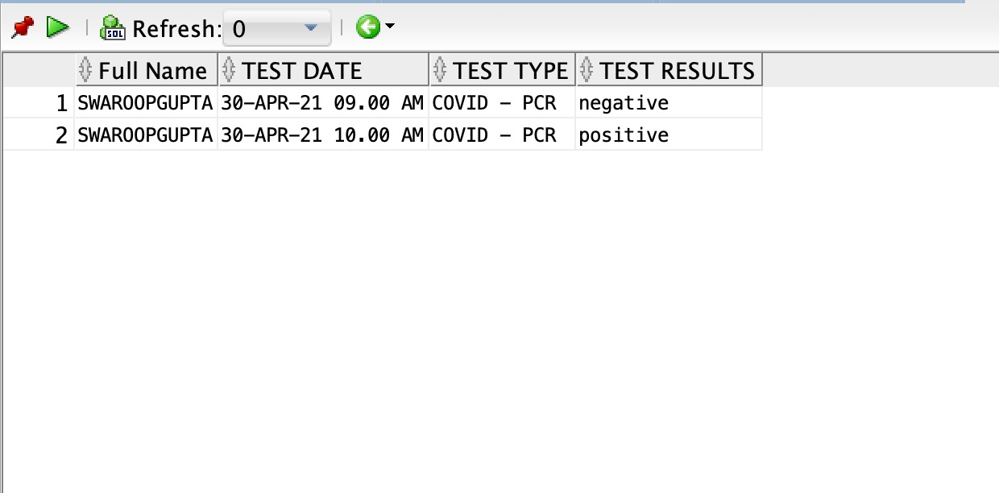 SQL Refresh: 0
Full Name TEST DATE TEST TYPE TEST RESULTS
1 SWAROOPGUPTA 30-APR-21 09.00 AM COVID - PCR negative
2 SWAROOPGUPTA 30-APR-21 10.00 AM COVID - PCR positive